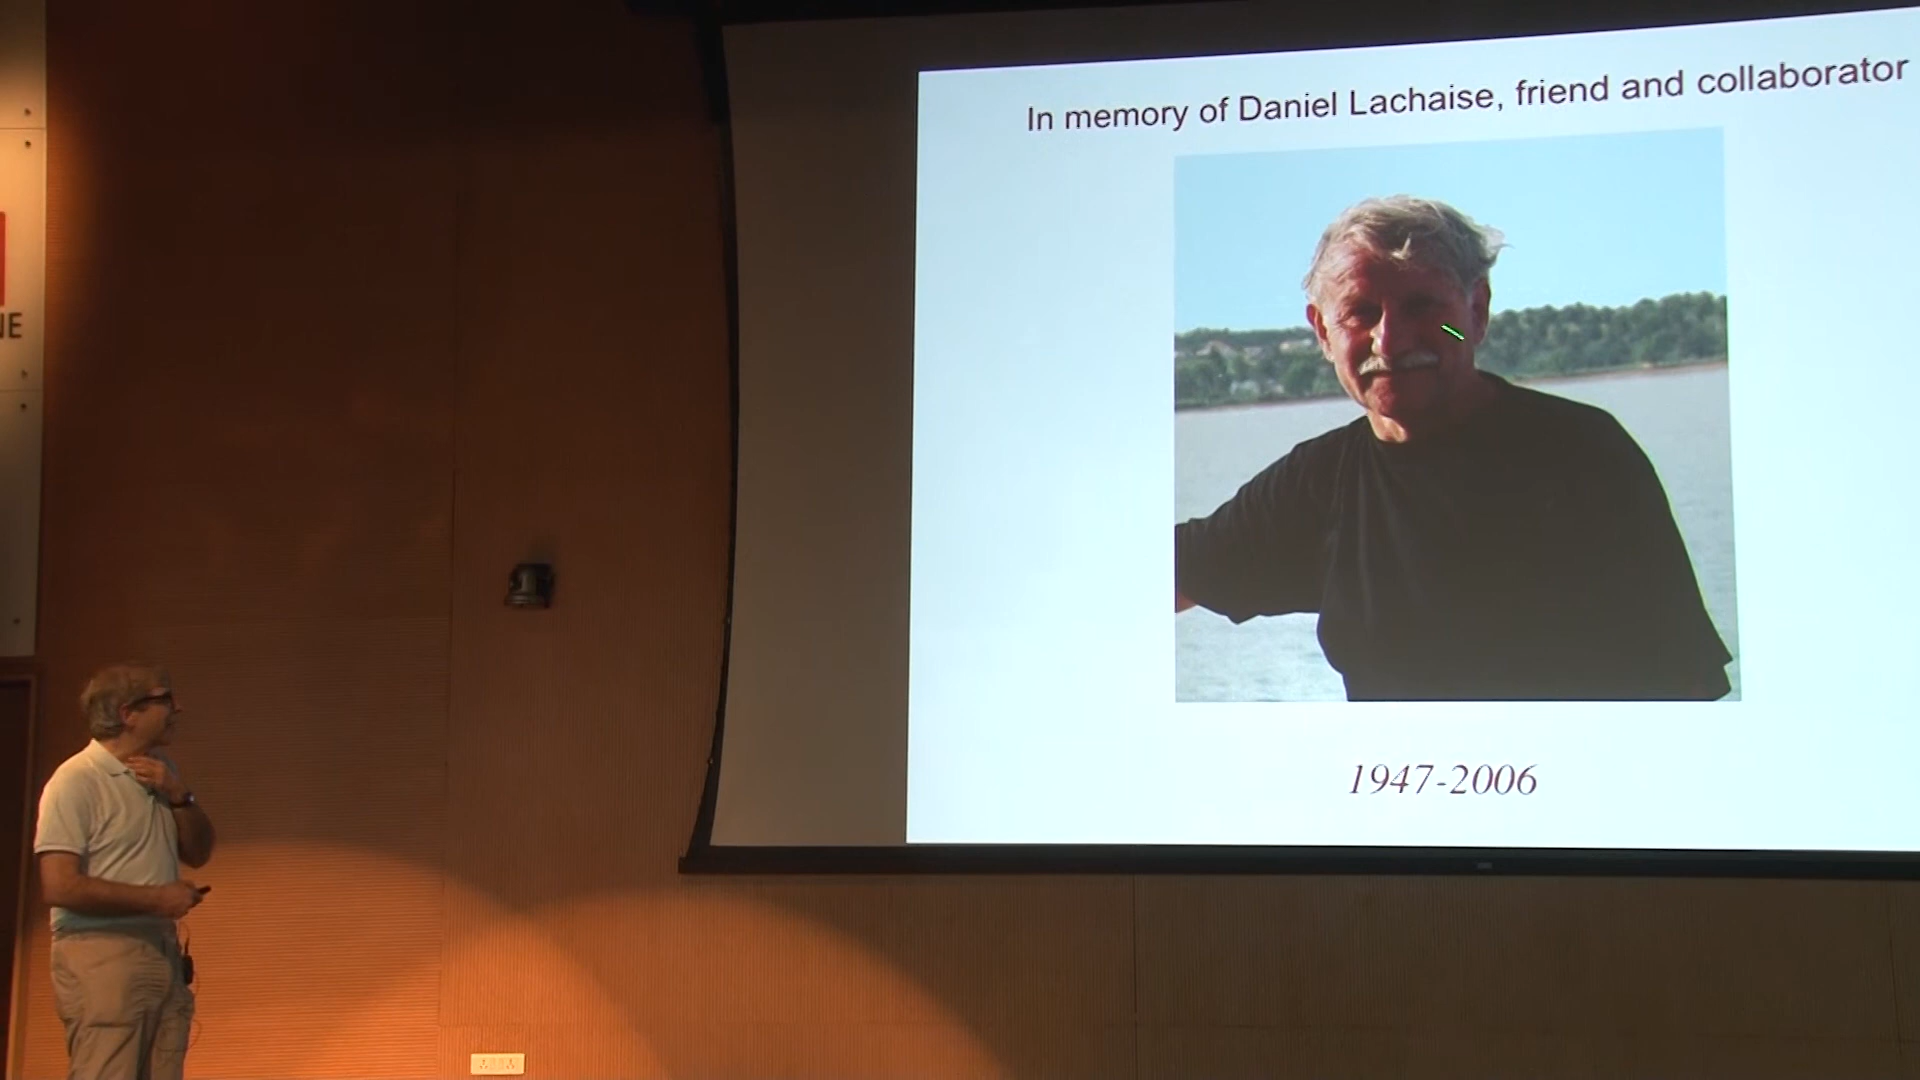 In memory of Daniel Lachaise, friend and collaborator
1947-2006